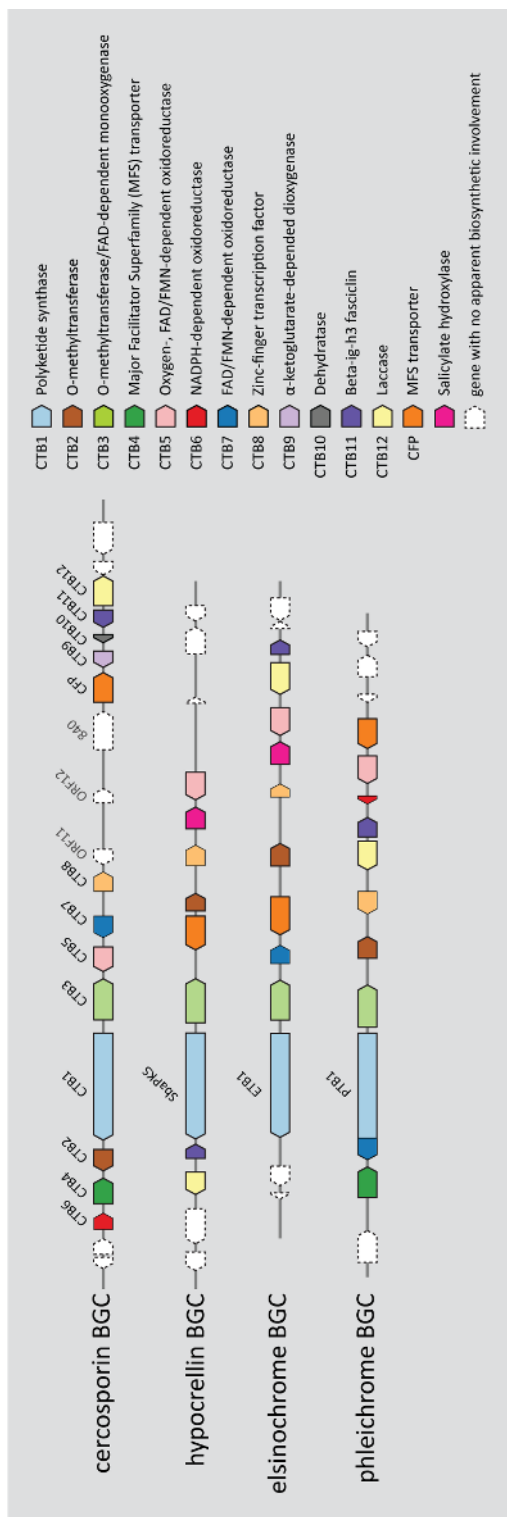 cercosporin BGC
CTB6
CTB4
CTB2
CTB1
CTB3
CTB5
CTB7
CTB8
ORF11
ORF12
840
CFP
CTB9
CTB10
CTB11
CTB12
hypocrellin BGC
SbaPKS
elsinochrome BGC
ETB1
phleichrome BGC
PTB1
CTB1 Polyketide synthase
CTB2 O-methyltransferase
CTB3 O-methyltransferase/FAD-dependent monooxygenase
CTB4 Major Facilitator Superfamily (MFS) transporter
CTB5 Oxygen-, FAD/FMN-dependent oxidoreductase
CTB6 NADPH-dependent oxidoreductase
CTB7 FAD/FMN-dependent oxidoreductase
CTB8 Zinc-finger transcription factor
CTB9 α-ketoglutarate-depended dioxygenase
CTB10 Dehydratase
CTB11 Beta-ig-h3 fasciclin
CTB12 Laccase
CFP MFS transporter
Salicylate hydroxylase
gene with no apparent biosynthetic involvement